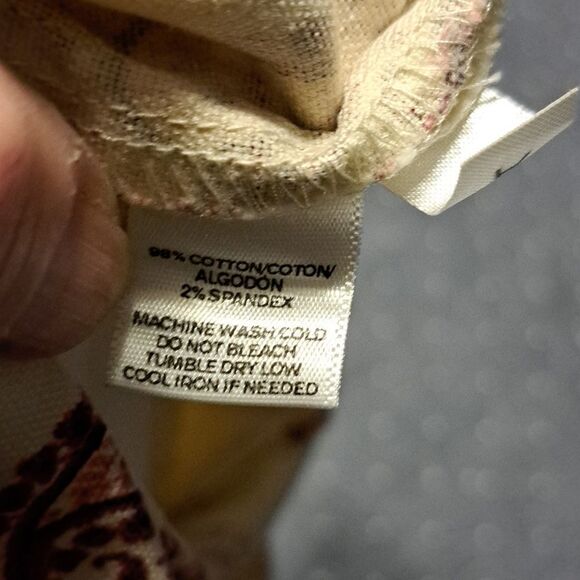 98% COTTON/COTON/
ALGODÓN
2% SPANDEX
MACHINE WASH COLD
DO NOT BLEACH
TUMBLE DRY LOW
COOL IRON IF NEEDED